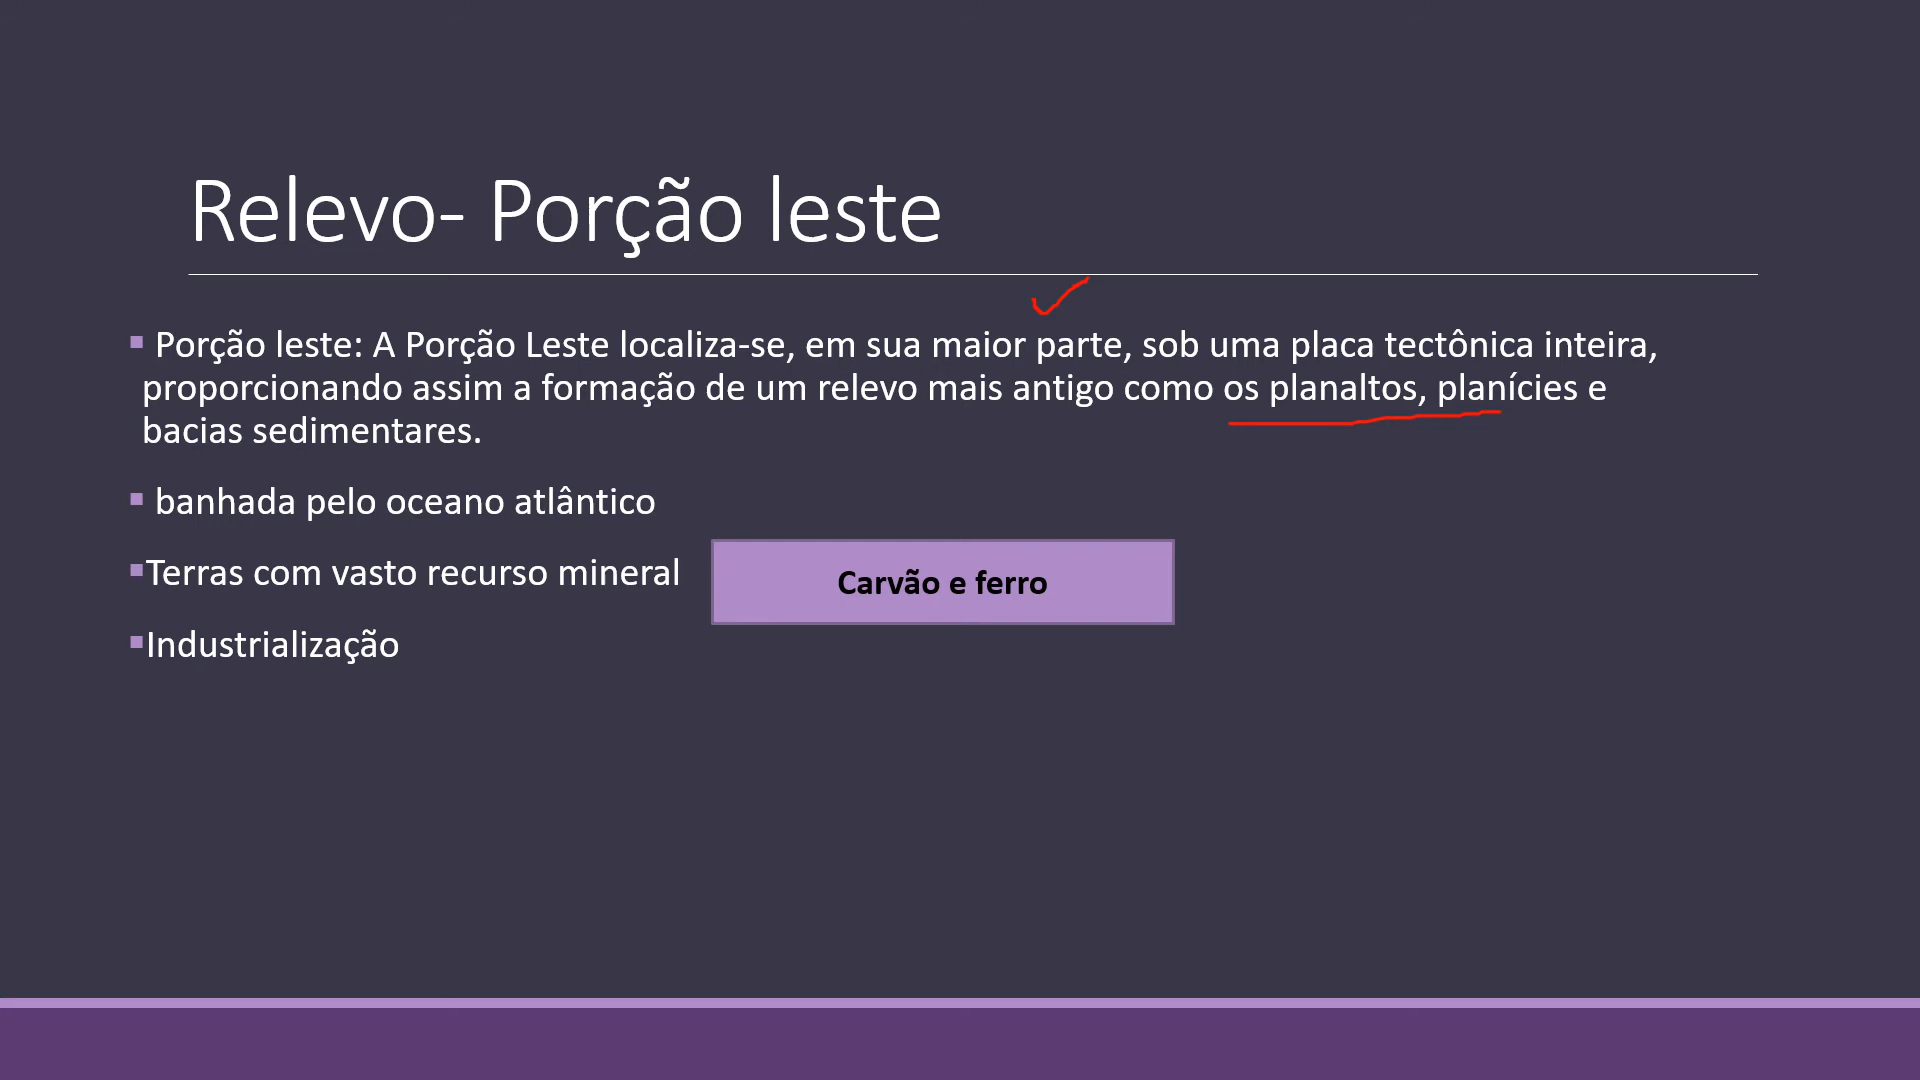 Relevo- Porção leste
Porção leste: A Porção Leste localiza-se, em sua maior parte, sob uma placa tectônica inteira,
proporcionando assim a formação de um relevo mais antigo como os planaltos, planícies e
bacias sedimentares.
banhada pelo oceano atlântico
Terras com vasto recurso mineral
Carvão e ferro
Industrialização